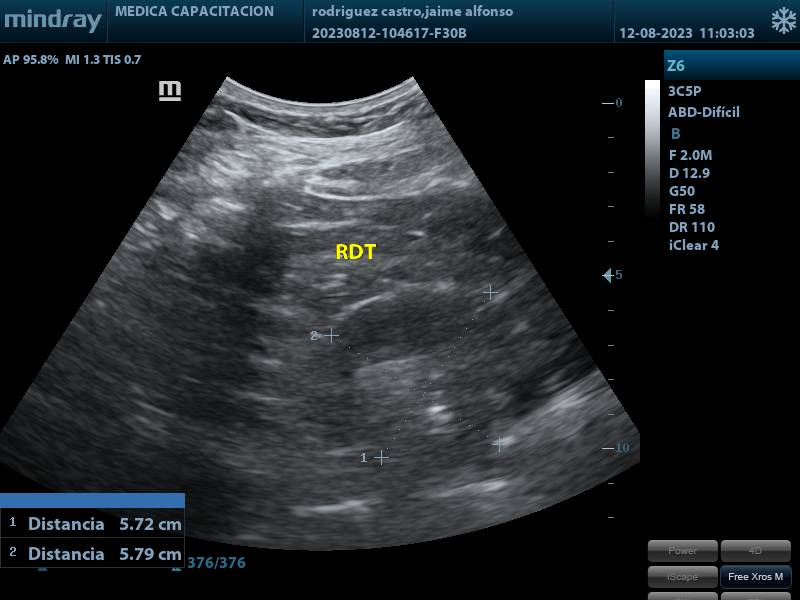 mindray
MEDICA CAPACITACION
rodriguez castro,jaime alfonso
20230812-104617-F30B
12-08-2023 11:03:03
AP 95.8% MI 1.3 TIS 0.7
m
Z6
3C5P
ABD-Difícil
B
F 2.0M
D 12.9
G50
FR 58
DR 110
iClear 4
0
5
10
RDT
2
1
1 Distancia 5.72 cm
2 Distancia 5.79 cm
376/376
Power
4D
iScape
Free Xros M